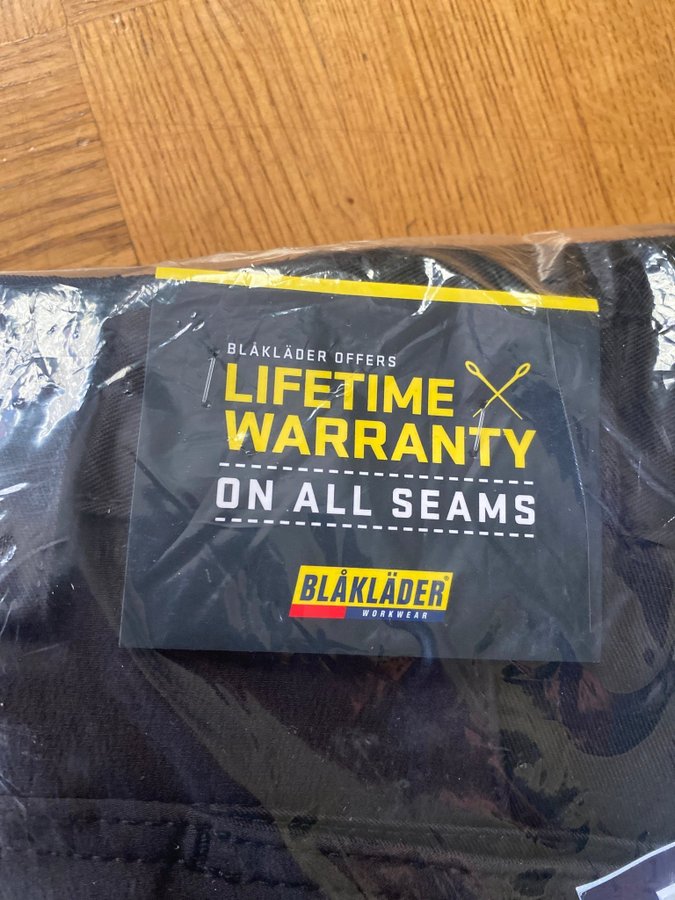 BLÅKLÄDER OFFERS
LIFETIME
WARRANTY
ON ALL SEAMS
BLÅKLÄDER®
WORKWEAR